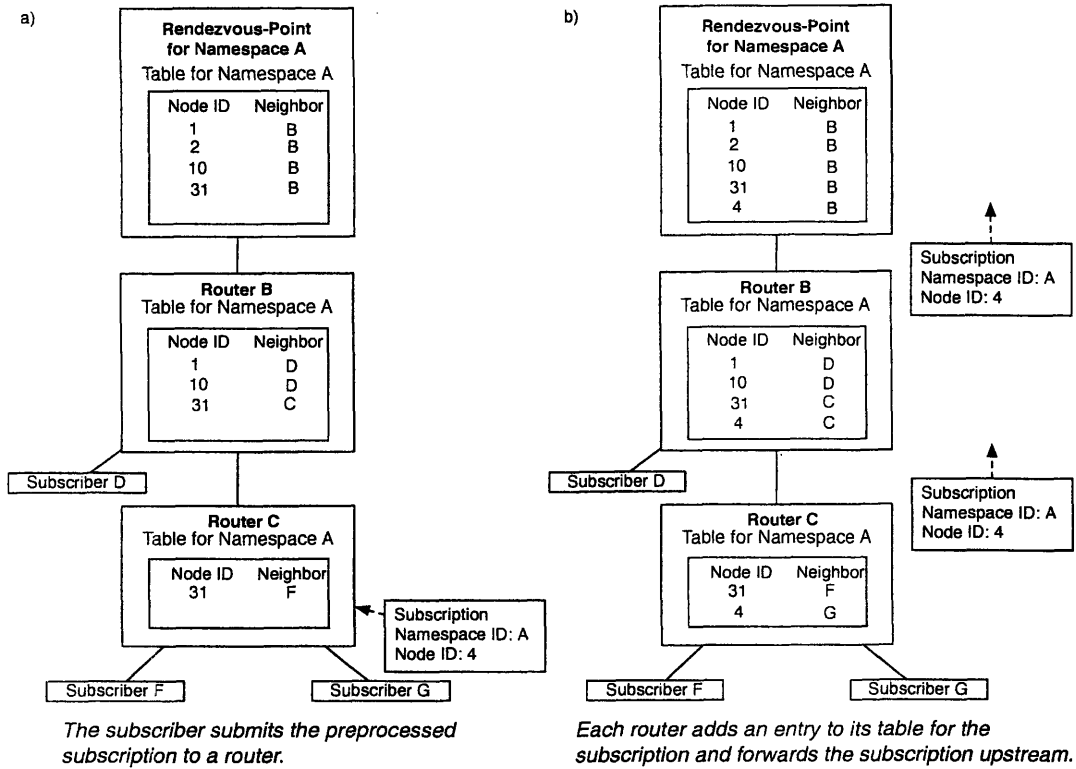 a)
Rendezvous-Point
for Namespace A
Table for Namespace A
Node ID Neighbor
1 B
2 B
10 B
31 B
Router B
Table for Namespace A
Node ID Neighbor
1 D
10 D
31 C
Subscriber D
Router C
Table for Namespace A
Node ID Neighbor
31 F
Subscription
Namespace ID: A
Node ID: 4
Subscriber F
Subscriber G
The subscriber submits the preprocessed
subscription to a router.
b)
Rendezvous-Point
for Namespace A
Table for Namespace A
Node ID Neighbor
1 B
2 B
10 B
31 B
4 B
Subscription
Namespace ID: A
Node ID: 4
Router B
Table for Namespace A
Node ID Neighbor
1 D
10 D
31 C
4 C
Subscriber D
Subscription
Namespace ID: A
Node ID: 4
Router C
Table for Namespace A
Node ID Neighbor
31 F
4 G
Subscriber F
Subscriber G
Each router adds an entry to its table for the
subscription and forwards the subscription upstream.